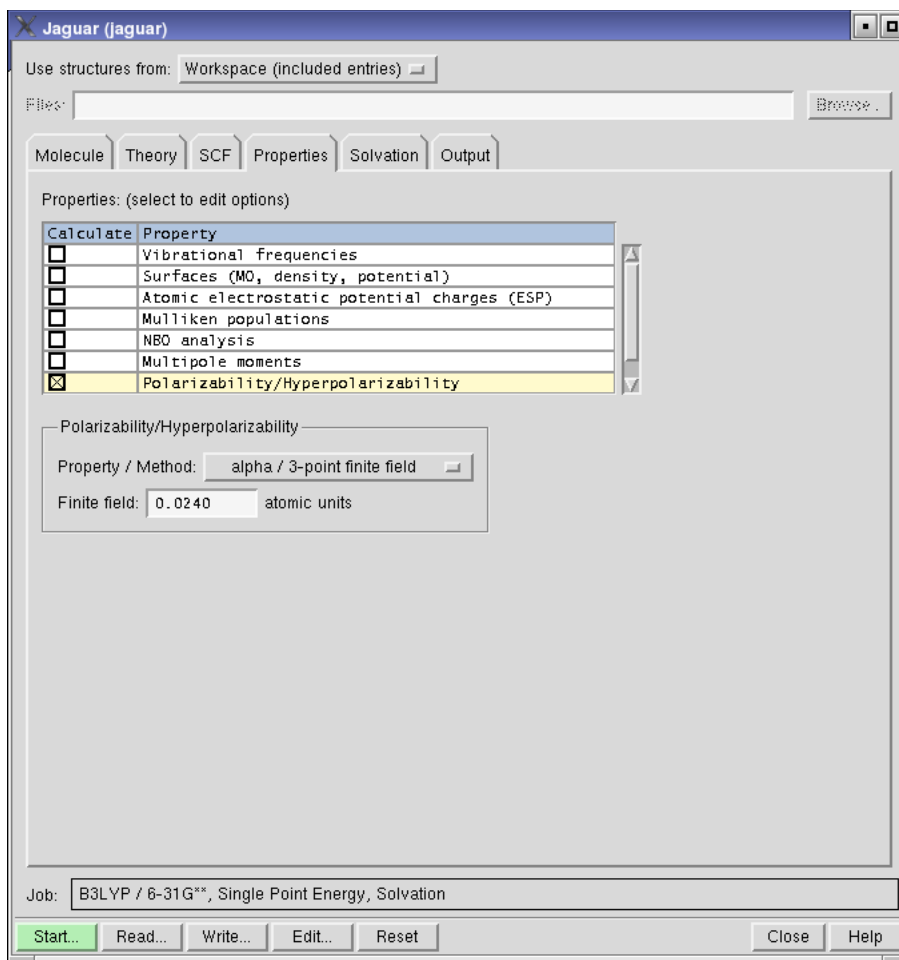 Jaguar (jaguar)
Use structures from: Workspace (included entries)
Files: Browse...
Molecule Theory SCF Properties Solvation Output
Properties: (select to edit options)
Calculate Property
Vibrational frequencies
Surfaces (MO, density, potential)
Atomic electrostatic potential charges (ESP)
Mulliken populations
NBO analysis
Multipole moments
Polarizability/Hyperpolarizability
Polarizability/Hyperpolarizability
Property / Method: alpha / 3-point finite field
Finite field: 0.0240 atomic units
Job: B3LYP / 6-31G**, Single Point Energy, Solvation
Start... Read... Write... Edit... Reset Close Help